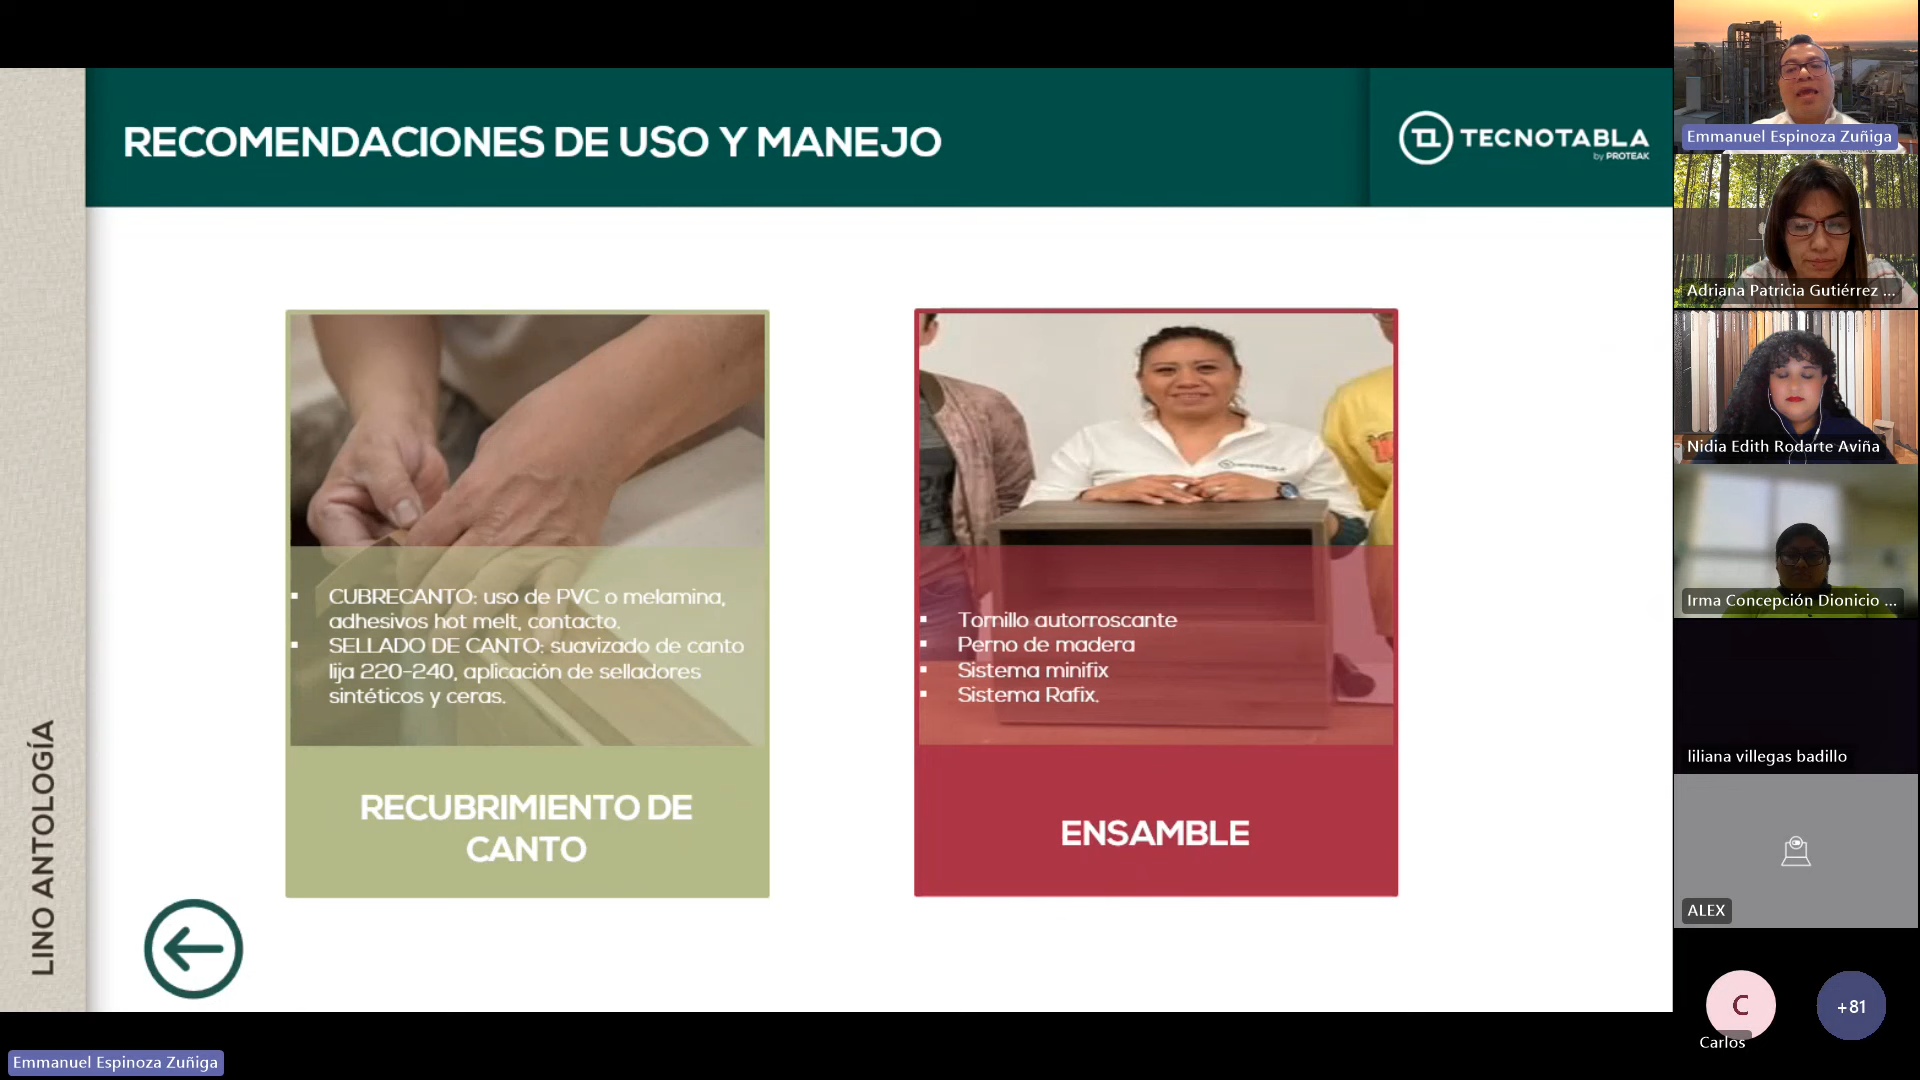 RECOMENDACIONES DE USO Y MANEJO
TECNOTABLA
by PROTEAK
CUBRECANTO: uso de PVC o melamina,
adhesivos hot melt, contacto.
SELLADO DE CANTO: suavizado de canto
lija 220-240, aplicación de selladores
sintéticos y ceras.
RECUBRIMIENTO DE
CANTO
Tornillo autorroscante
Perno de madera
Sistema minifix
Sistema Rafix.
ENSAMBLE
LINO ANTOLOGÍA
Emmanuel Espinoza Zuñiga
Adriana Patricia Gutiérrez ...
Nidia Edith Rodarte Aviña
Irma Concepción Dionicio ...
liliana villegas badillo
ALEX
C
Carlos
+81
Emmanuel Espinoza Zuñiga